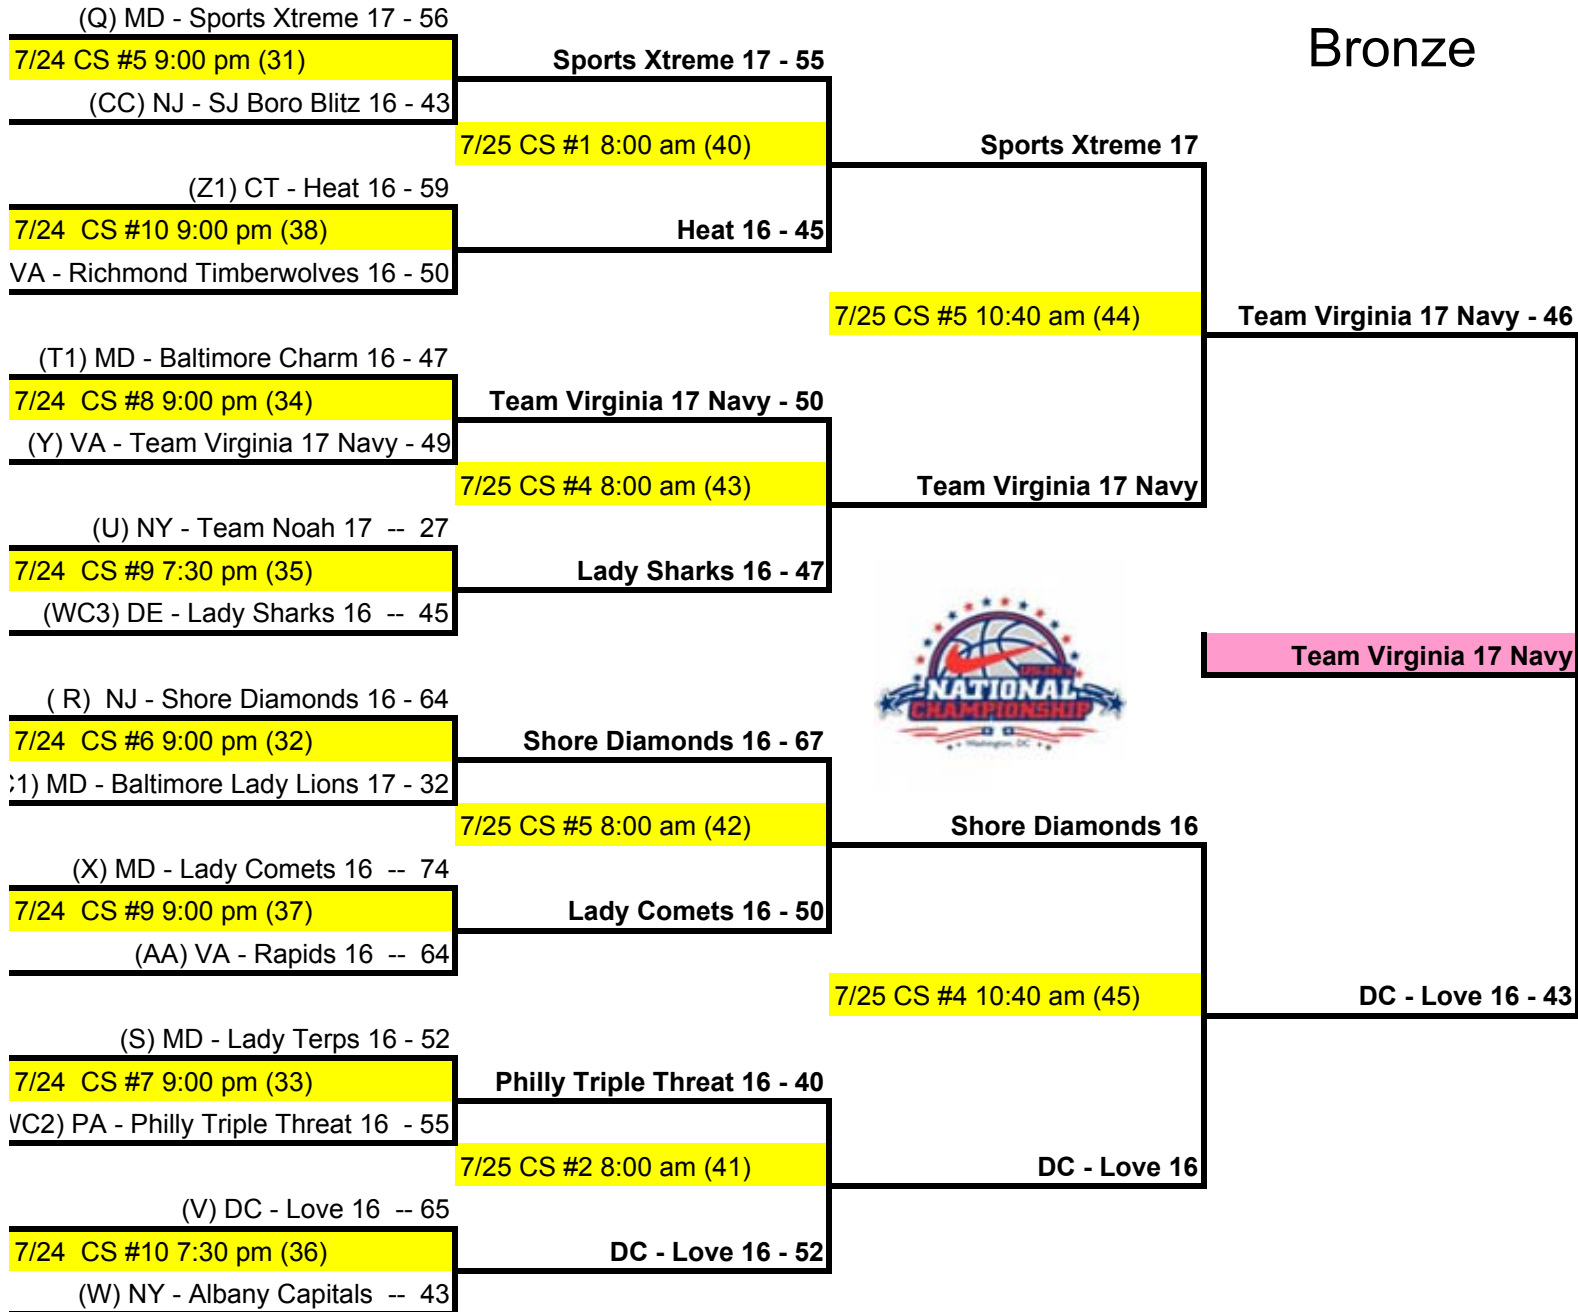 Bronze
(Q) MD - Sports Xtreme 17 - 56
7/24 CS #5 9:00 pm (31)
Sports Xtreme 17 - 55
(CC) NJ - SJ Boro Blitz 16 - 43
7/25 CS #1 8:00 am (40)
Sports Xtreme 17
(Z1) CT - Heat 16 - 59
7/24 CS #10 9:00 pm (38)
Heat 16 - 45
VA - Richmond Timberwolves 16 - 50
7/25 CS #5 10:40 am (44)
Team Virginia 17 Navy - 46
(T1) MD - Baltimore Charm 16 - 47
7/24 CS #8 9:00 pm (34)
Team Virginia 17 Navy - 50
(Y) VA - Team Virginia 17 Navy - 49
7/25 CS #4 8:00 am (43)
Team Virginia 17 Navy
(U) NY - Team Noah 17 -- 27
7/24 CS #9 7:30 pm (35)
Lady Sharks 16 - 47
(WC3) DE - Lady Sharks 16 -- 45
Team Virginia 17 Navy
NATIONAL
CHAMPIONSHIP
Washington, DC
( R) NJ - Shore Diamonds 16 - 64
7/24 CS #6 9:00 pm (32)
Shore Diamonds 16 - 67
1) MD - Baltimore Lady Lions 17 - 32
7/25 CS #5 8:00 am (42)
Shore Diamonds 16
(X) MD - Lady Comets 16 -- 74
7/24 CS #9 9:00 pm (37)
Lady Comets 16 - 50
(AA) VA - Rapids 16 -- 64
7/25 CS #4 10:40 am (45)
DC - Love 16 - 43
(S) MD - Lady Terps 16 - 52
7/24 CS #7 9:00 pm (33)
Philly Triple Threat 16 - 40
WC2) PA - Philly Triple Threat 16 - 55
7/25 CS #2 8:00 am (41)
DC - Love 16
(V) DC - Love 16 -- 65
7/24 CS #10 7:30 pm (36)
DC - Love 16 - 52
(W) NY - Albany Capitals -- 43